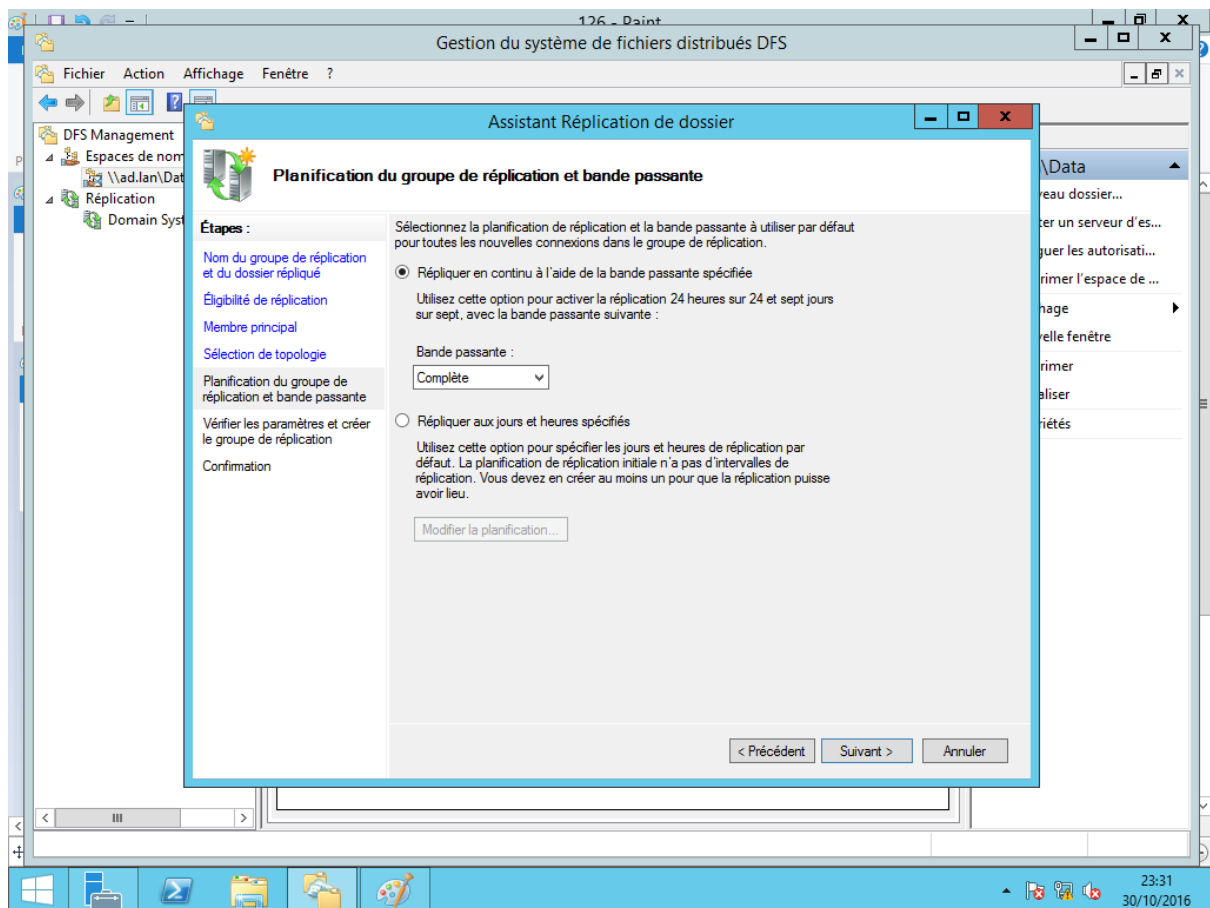 126 - Paint
Gestion du système de fichiers distribués DFS
Fichier Action Affichage Fenêtre ?
DFS Management
Espaces de nom
\\ad.lan\Dat
Réplication
Domain Syst
Assistant Réplication de dossier
Planification du groupe de réplication et bande passante
Étapes :
Nom du groupe de réplication
et du dossier répliqué
Éligibilité de réplication
Membre principal
Sélection de topologie
Planification du groupe de
réplication et bande passante
Vérifier les paramètres et créer
le groupe de réplication
Confirmation
Sélectionnez la planification de réplication et la bande passante à utiliser par défaut
pour toutes les nouvelles connexions dans le groupe de réplication.
Répliquer en continu à l'aide de la bande passante spécifiée
Utilisez cette option pour activer la réplication 24 heures sur 24 et sept jours
sur sept, avec la bande passante suivante :
Bande passante :
Complète
Répliquer aux jours et heures spécifiés
Utilisez cette option pour spécifier les jours et heures de réplication par
défaut. La planification de réplication initiale n'a pas d'intervalles de
réplication. Vous devez en créer au moins un pour que la réplication puisse
avoir lieu.
Modifier la planification...
< Précédent Suivant > Annuler
\Data
veau dossier...
ter un serveur d'es...
guer les autorisati...
rimer l'espace de ...
hage
velle fenêtre
rimer
aliser
riétés
23:31
30/10/2016